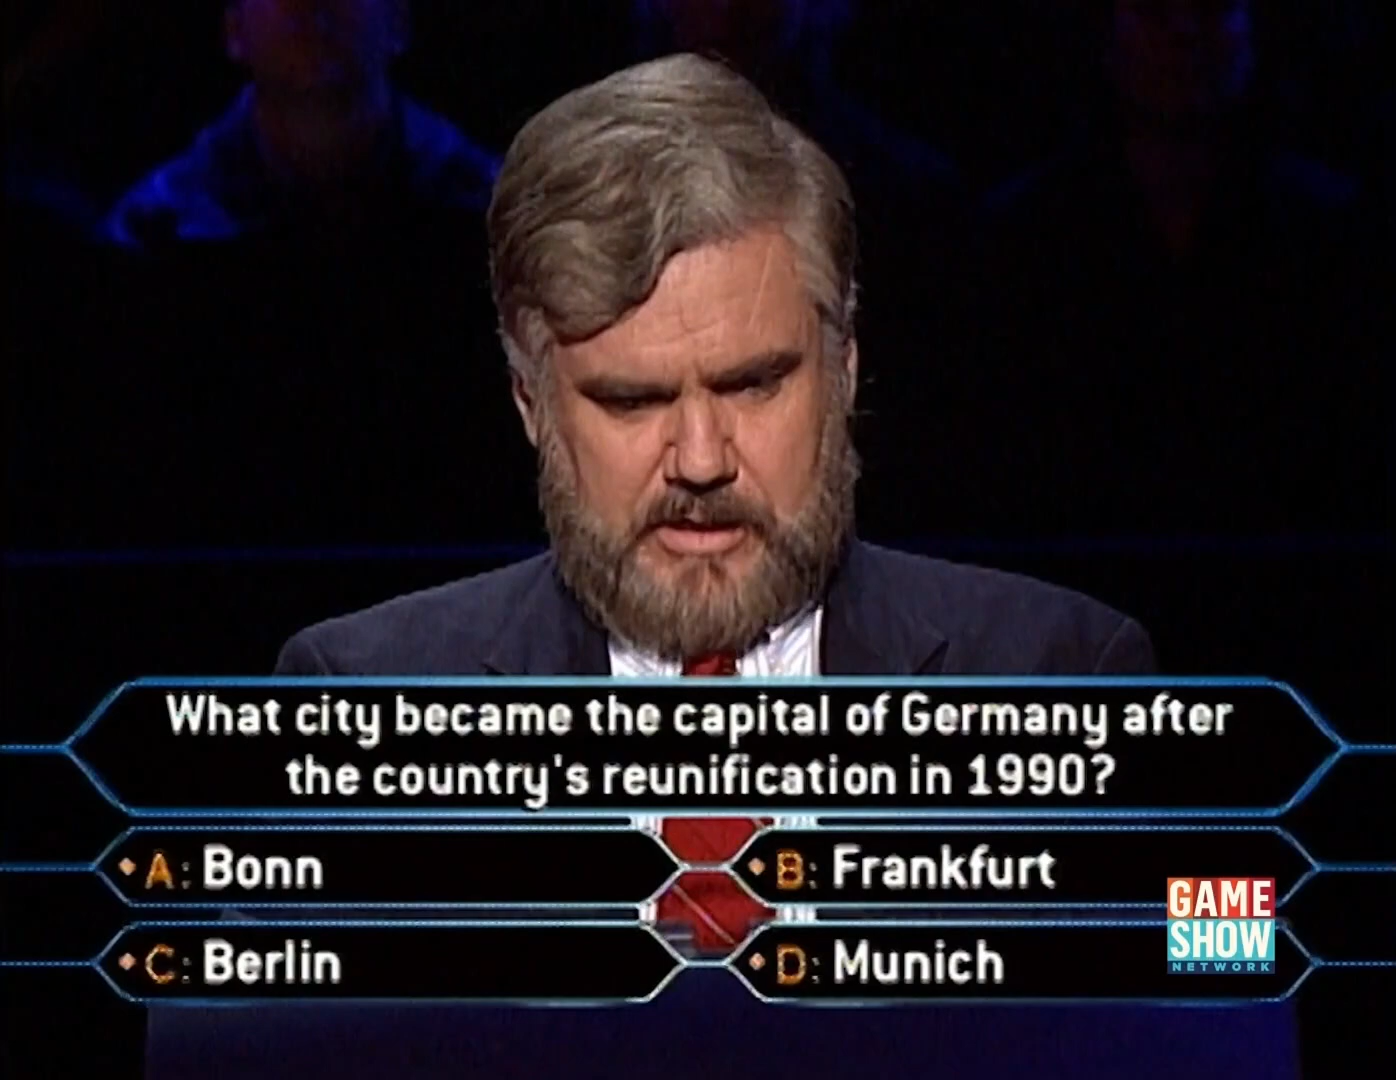 What city became the capital of Germany after
the country's reunification in 1990?
A: Bonn
B: Frankfurt
C: Berlin
D: Munich
GAME
SHOW
NETWORK